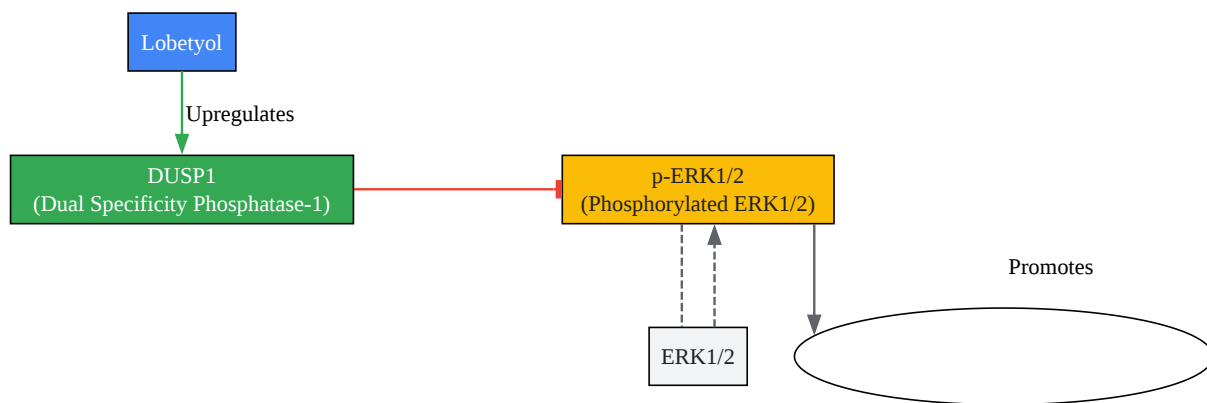 Lobetyol
Upregulates
DUSP1
(Dual Specificity Phosphatase-1)
p-ERK1/2
(Phosphorylated ERK1/2)
Promotes
ERK1/2